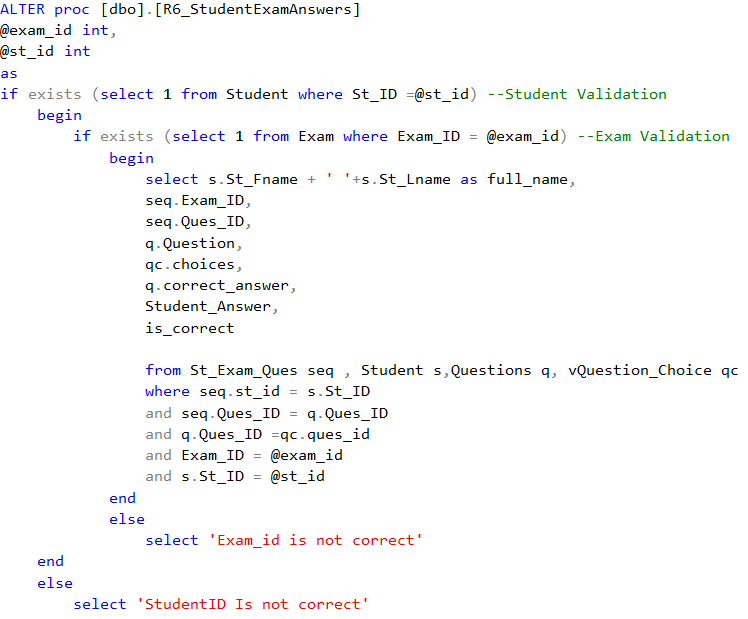 ALTER proc [dbo].[R6_StudentExamAnswers]
@exam_id int,
@st_id int
as
if exists (select 1 from Student where St_ID =@st_id) --Student Validation
    begin
        if exists (select 1 from Exam where Exam_ID = @exam_id) --Exam Validation
            begin
                select s.St_Fname + ' '+s.St_Lname as full_name,
                seq.Exam_ID,
                seq.Ques_ID,
                q.Question,
                qc.choices,
                q.correct_answer,
                Student_Answer,
                is_correct

                from St_Exam_Ques seq , Student s,Questions q, vQuestion_Choice qc
                where seq.st_id = s.St_ID
                and seq.Ques_ID = q.Ques_ID
                and q.Ques_ID =qc.ques_id
                and Exam_ID = @exam_id
                and s.St_ID = @st_id
            end
            else
                select 'Exam_id is not correct'
    end
    else
        select 'StudentID Is not correct'